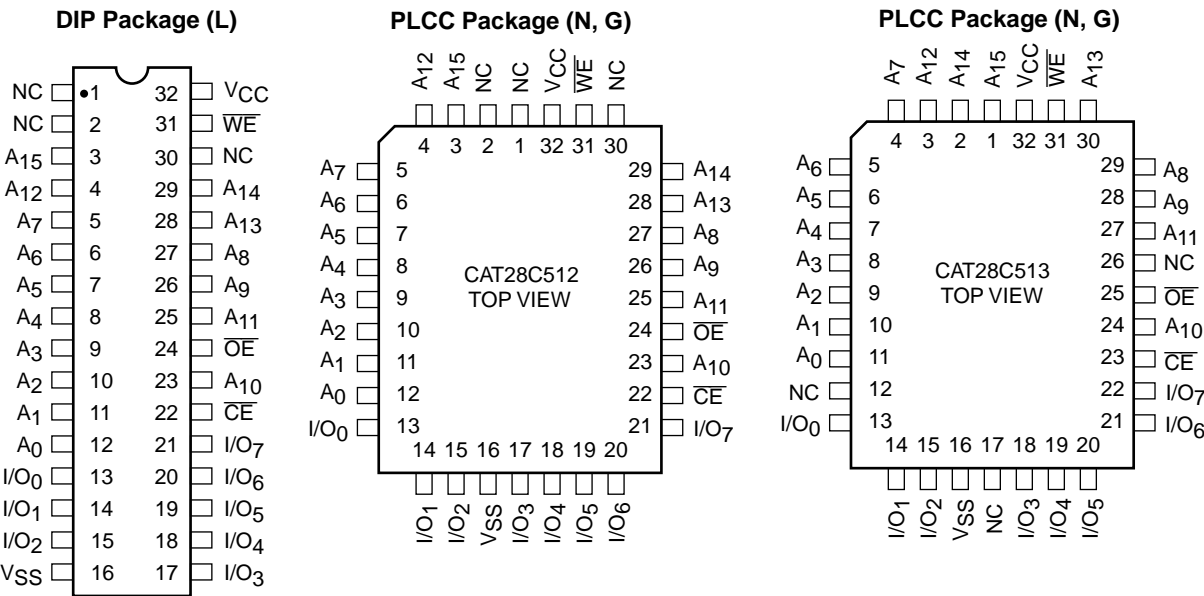 DIP Package (L)
NC 1 32 VCC
NC 2 31 WE
A15 3 30 NC
A12 4 29 A14
A7 5 28 A13
A6 6 27 A8
A5 7 26 A9
A4 8 25 A11
A3 9 24 OE
A2 10 23 A10
A1 11 22 CE
A0 12 21 I/O7
I/O0 13 20 I/O6
I/O1 14 19 I/O5
I/O2 15 18 I/O4
VSS 16 17 I/O3
PLCC Package (N, G)
A12 A15 NC NC VCC WE NC
4 3 2 1 32 31 30
A7 5 29 A14
A6 6 28 A13
A5 7 27 A8
A4 8 26 A9
A3 9 25 A11
A2 10 24 OE
A1 11 23 A10
A0 12 22 CE
I/O0 13 21 I/O7
CAT28C512
TOP VIEW
14 15 16 17 18 19 20
I/O1 I/O2 VSS I/O3 I/O4 I/O5 I/O6
PLCC Package (N, G)
A7 A12 A14 A15 VCC WE A13
4 3 2 1 32 31 30
A6 5 29 A8
A5 6 28 A9
A4 7 27 A11
A3 8 26 NC
A2 9 25 OE
A1 10 24 A10
A0 11 23 CE
NC 12 22 I/O7
I/O0 13 21 I/O6
CAT28C513
TOP VIEW
14 15 16 17 18 19 20
I/O1 I/O2 VSS NC I/O3 I/O4 I/O5